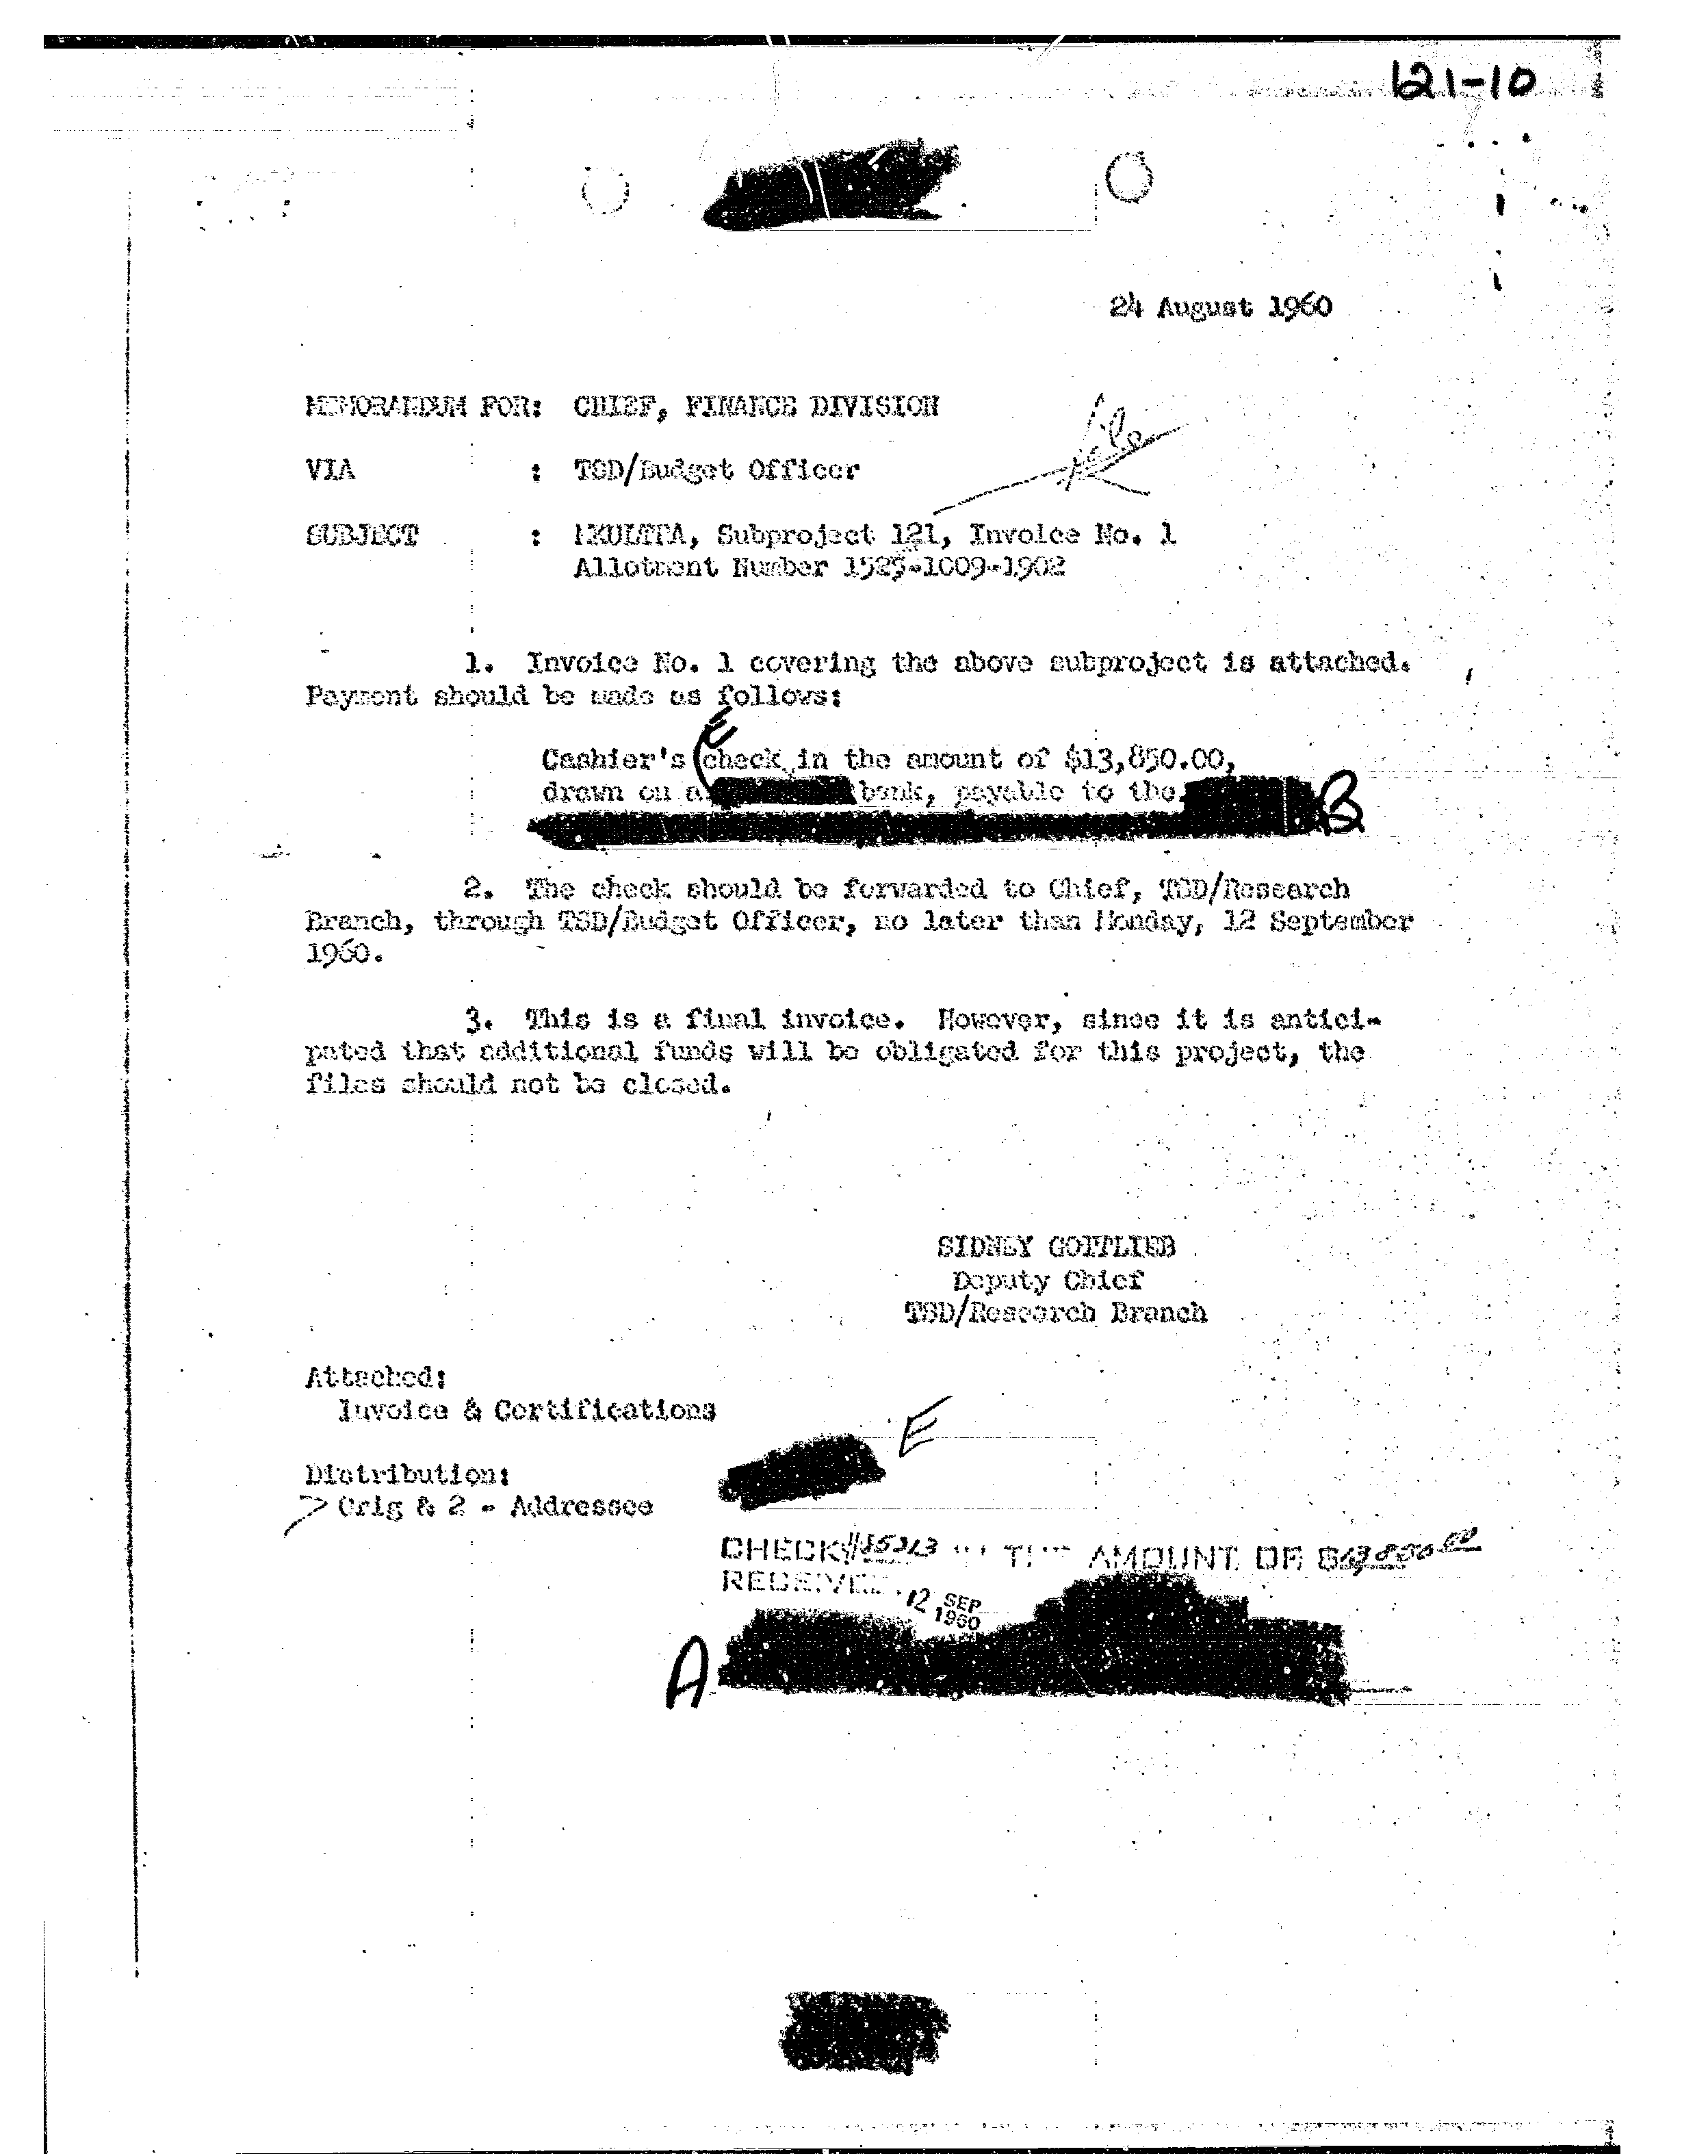 121-10
24 August 1960
MEMORANDUM FOR: CHIEF, FINANCE DIVISION
file
VIA : TSD/Budget Officer
SUBJECT : MKULTRA, Subproject 121, Invoice No. 1
Allotment Number 1525-1009-1902
1. Invoice No. 1 covering the above subproject is attached.
Payment should be made as follows:
E
Cashier's check in the amount of $13,850.00,
drawn on a bank, payable to the
B
2. The check should be forwarded to Chief, TSD/Research
Branch, through TSD/Budget Officer, no later than Monday, 12 September
1960.
3. This is a final invoice. However, since it is antici-
pated that additional funds will be obligated for this project, the
files should not be closed.
SIDNEY GOTTLIEB
Deputy Chief
TSD/Research Branch
Attached:
Invoice & Certifications
E
Distribution:
Orig & 2 - Addressee
CHECK # IN THE AMOUNT OF $13,850.00
RECEIVED
12 SEP
1960
A